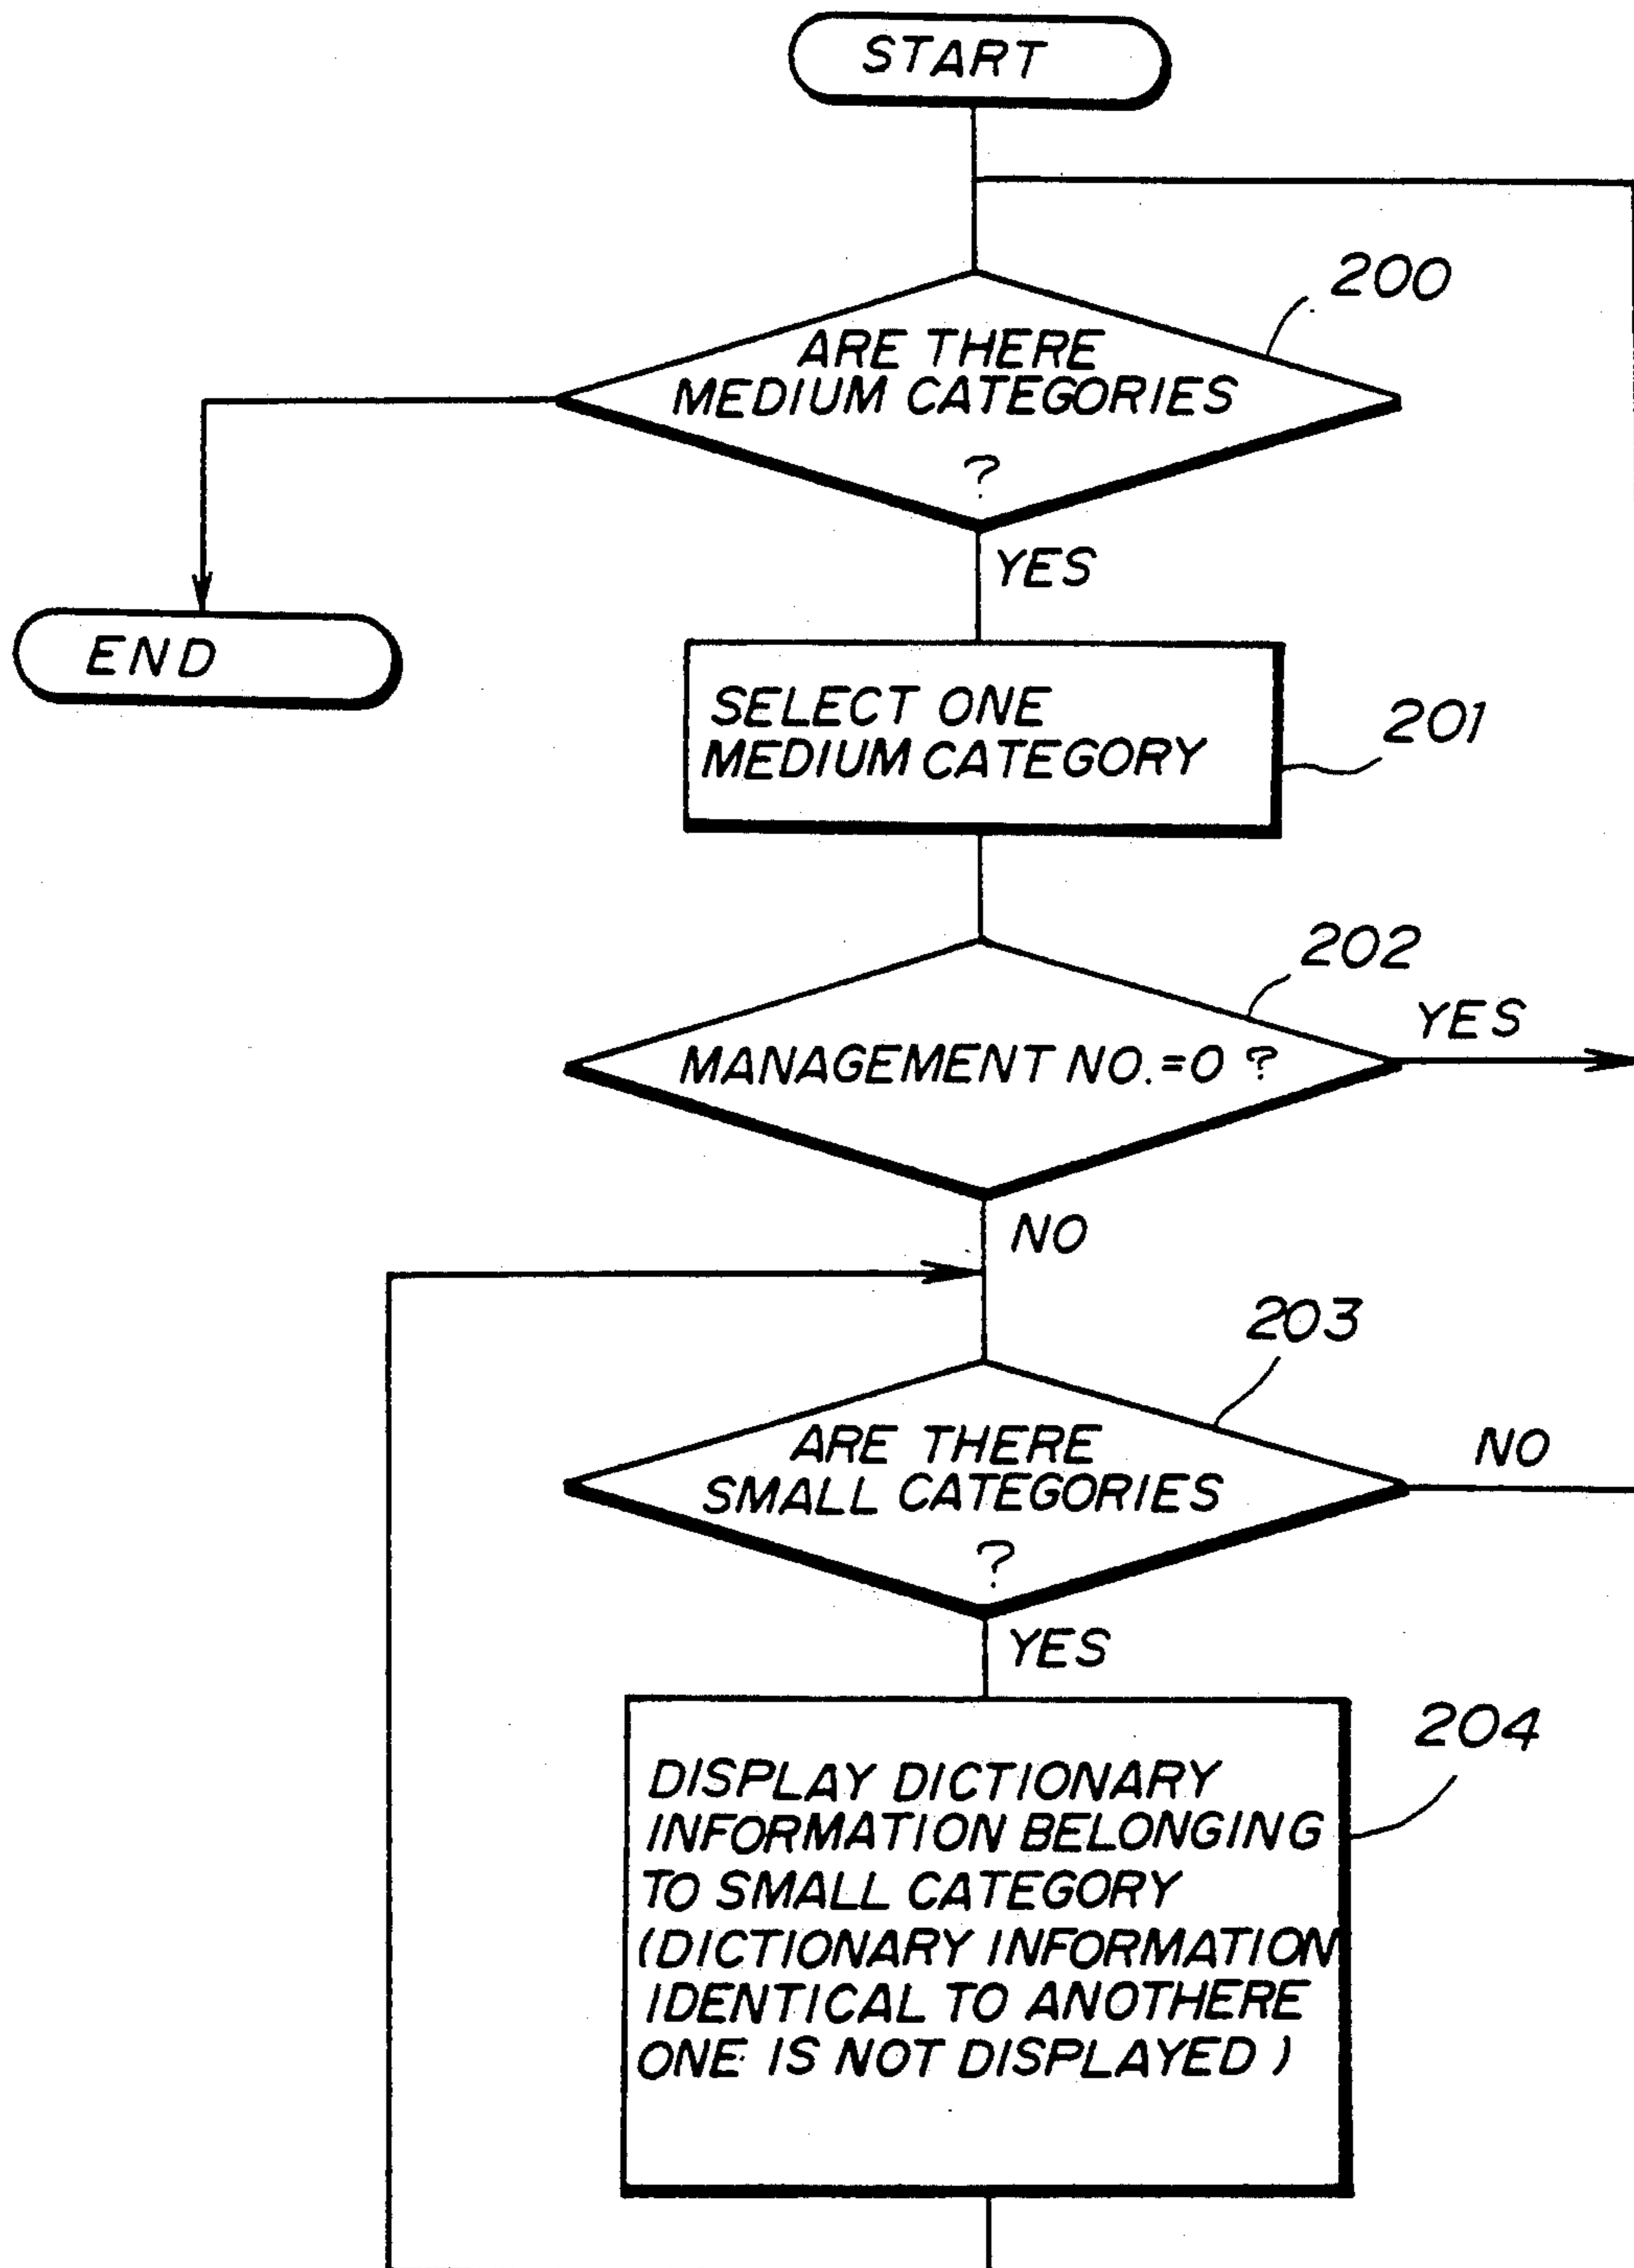 START
200
ARE THERE
MEDIUM CATEGORIES
?
YES
END
SELECT ONE
MEDIUM CATEGORY
201
202
MANAGEMENT NO.=0 ?
YES
NO
203
ARE THERE
SMALL CATEGORIES
?
NO
YES
204
DISPLAY DICTIONARY
INFORMATION BELONGING
TO SMALL CATEGORY
(DICTIONARY INFORMATION
IDENTICAL TO ANOTHERE
ONE IS NOT DISPLAYED)